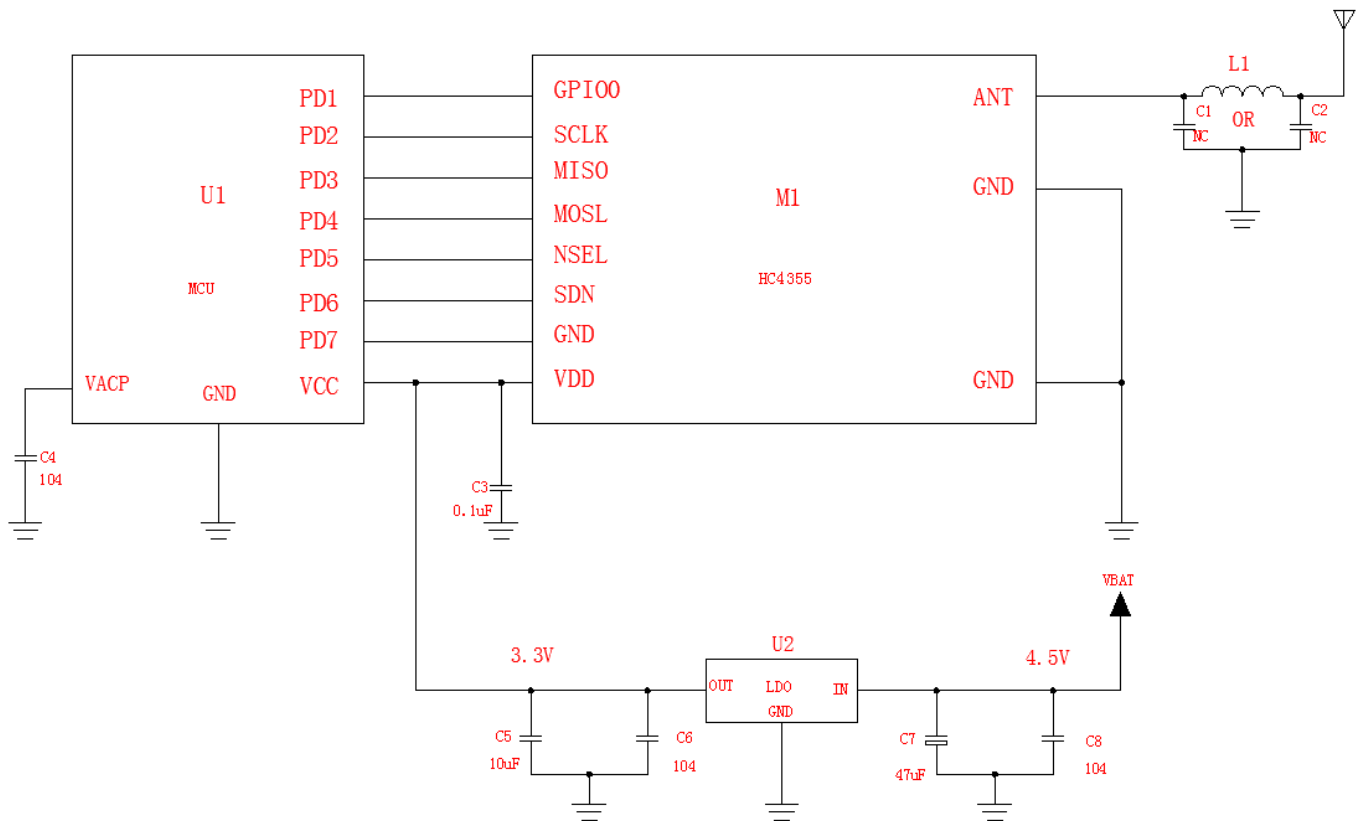 L1
PD1
GPIO0
ANT
C1
C2
OR
NC
NC
PD2
SCLK
PD3
MISO
U1
M1
GND
PD4
MOSL
PD5
NSEL
MCU
HC4355
PD6
SDN
PD7
GND
VACP
GND
VCC
VDD
GND
C4
104
C3
0.1uF
VBAT
U2
3.3V
4.5V
OUT
LDO
IN
GND
C5
10uF
C6
104
C7
47uF
C8
104